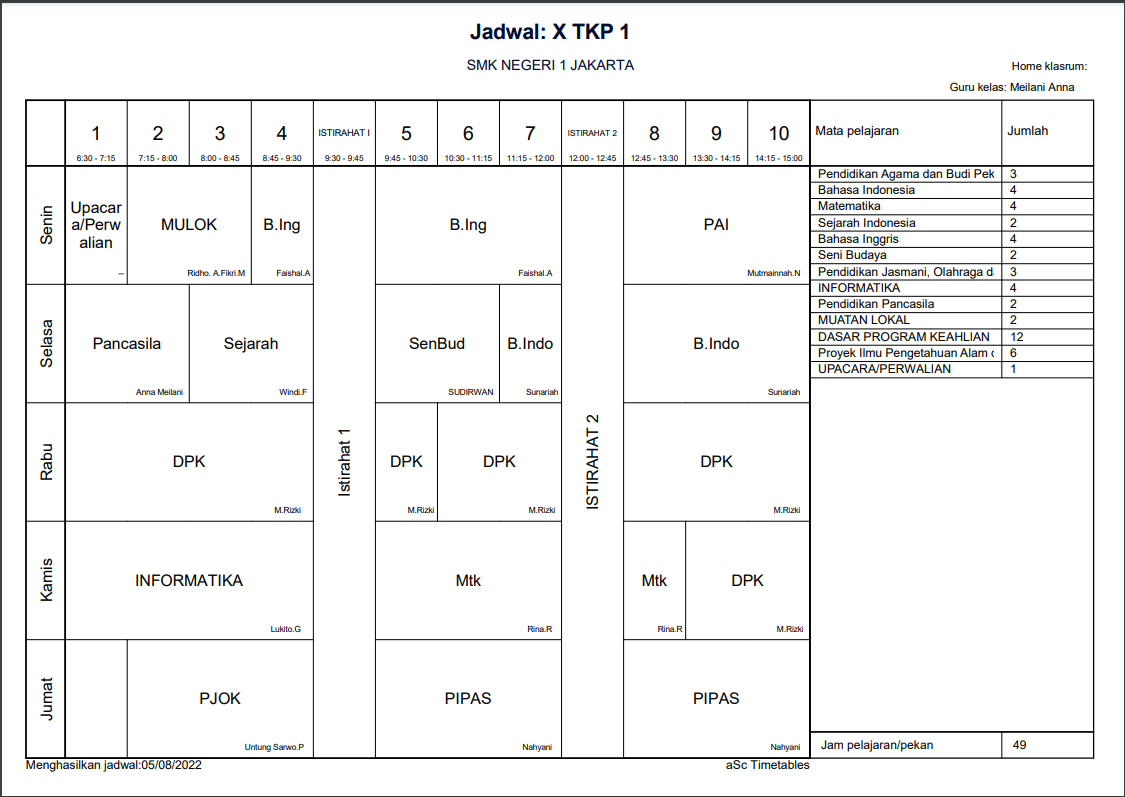 Jadwal: X TKP 1
SMK NEGERI 1 JAKARTA
Home klasrum:
Guru kelas: Meilani Anna
1 2 3 4 ISTIRAHAT I 5 6 7 ISTIRAHAT 2 8 9 10 Mata pelajaran Jumlah
6:30 - 7:15 7:15 - 8:00 8:00 - 8:45 8:45 - 9:30 9:30 - 9:45 9:45 - 10:30 10:30 - 11:15 11:15 - 12:00 12:00 - 12:45 12:45 - 13:30 13:30 - 14:15 14:15 - 15:00
Senin
Upacar
a/Perw
alian
–
MULOK
Ridho. A.Fikri.M
B.Ing
Faishal.A
B.Ing
Faishal.A
PAI
Mutmainnah.N
Selasa
Pancasila
Anna Meilani
Sejarah
Windi.F
SenBud
SUDIRWAN
B.Indo
Sunariah
B.Indo
Sunariah
Rabu
DPK
M.Rizki
Istirahat 1
DPK
M.Rizki
DPK
M.Rizki
ISTIRAHAT 2
DPK
M.Rizki
Kamis
INFORMATIKA
Lukito.G
Mtk
Rina.R
Mtk
Rina.R
DPK
M.Rizki
Jumat
PJOK
Untung Sarwo.P
PIPAS
Nahyani
PIPAS
Nahyani
Pendidikan Agama dan Budi Pek 3
Bahasa Indonesia 4
Matematika 4
Sejarah Indonesia 2
Bahasa Inggris 4
Seni Budaya 2
Pendidikan Jasmani, Olahraga d 3
INFORMATIKA 4
Pendidikan Pancasila 2
MUATAN LOKAL 2
DASAR PROGRAM KEAHLIAN 12
Proyek Ilmu Pengetahuan Alam d 6
UPACARA/PERWALIAN 1
Jam pelajaran/pekan 49
Menghasilkan jadwal:05/08/2022
aSc Timetables